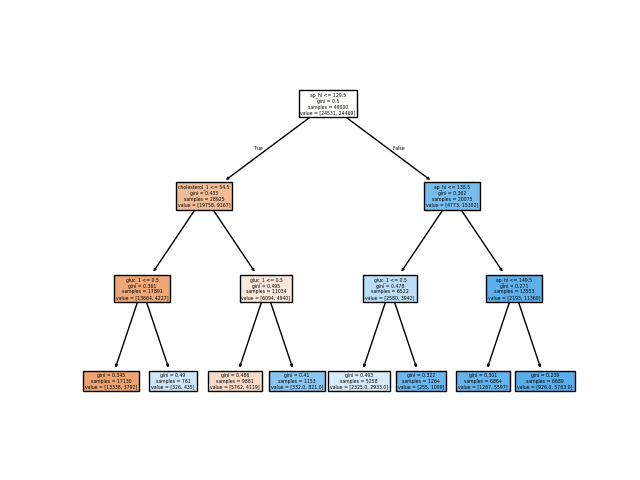 ap_hi <= 129.5
gini = 0.5
samples = 49000
value = [24531, 24469]
True
False
cholesterol_1 <= 54.5
gini = 0.433
samples = 28925
value = [19758, 9167]
ap_hi <= 138.5
gini = 0.362
samples = 20075
value = [4773, 15302]
gluc_1 <= 0.5
gini = 0.361
samples = 17891
value = [13664, 4227]
gluc_1 <= 0.5
gini = 0.495
samples = 11034
value = [6094, 4940]
gluc_1 <= 0.5
gini = 0.478
samples = 6522
value = [2580, 3942]
ap_hi <= 149.5
gini = 0.271
samples = 13553
value = [2193, 11360]
gini = 0.345
samples = 17130
value = [13338, 3792]
gini = 0.49
samples = 761
value = [326, 435]
gini = 0.486
samples = 9881
value = [5762, 4119]
gini = 0.41
samples = 1153
value = [332.0, 821.0]
gini = 0.493
samples = 5258
value = [2325.0, 2933.0]
gini = 0.322
samples = 1264
value = [255, 1009]
gini = 0.301
samples = 6864
value = [1267, 5597]
gini = 0.239
samples = 6689
value = [926.0, 5763.0]